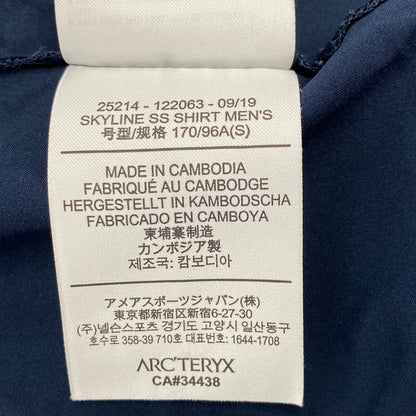 25214 - 122063 - 09/19
SKYLINE SS SHIRT MEN'S
号型/规格 170/96A(S)
MADE IN CAMBODIA
FABRIQUÉ AU CAMBODGE
HERGESTELLT IN KAMBODSCHA
FABRICADO EN CAMBOYA
柬埔寨制造
カンボジア製
제조국: 캄보디아
アメアスポーツジャパン(株)
東京都新宿区新宿6-27-30
(주)넬슨스포츠 경기도 고양시 일산동구
호수로 358-39 710호 대표번호: 1644-1708
ARC'TERYX
CA#34438